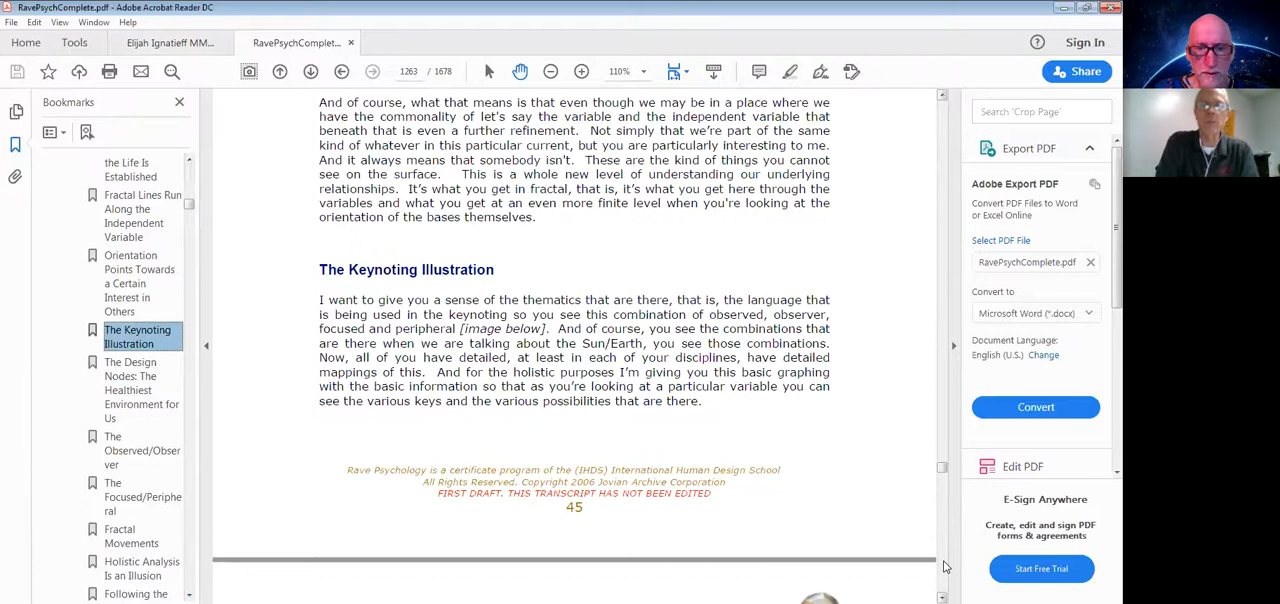 RavePsychComplete.pdf - Adobe Acrobat Reader DC
File Edit View Window Help
Home Tools Elijah Ignatieff MM... RavePsychComplet... ×
Sign In
1263 / 1678
110%
Share
Bookmarks
the Life Is
Established
Fractal Lines Run
Along the
Independent
Variable
Orientation
Points Towards
a Certain
Interest in
Others
The Keynoting
Illustration
The Design
Nodes: The
Healthiest
Environment for
Us
The
Observed/Obser
ver
The
Focused/Periphe
ral
Fractal
Movements
Holistic Analysis
Is an Illusion
Following the
And of course, what that means is that even though we may be in a place where we
have the commonality of let's say the variable and the independent variable that
beneath that is even a further refinement. Not simply that we're part of the same
kind of whatever in this particular current, but you are particularly interesting to me.
And it always means that somebody isn't. These are the kind of things you cannot
see on the surface. This is a whole new level of understanding our underlying
relationships. It's what you get in fractal, that is, it's what you get here through the
variables and what you get at an even more finite level when you're looking at the
orientation of the bases themselves.
The Keynoting Illustration
I want to give you a sense of the thematics that are there, that is, the language that
is being used in the keynoting so you see this combination of observed, observer,
focused and peripheral [image below]. And of course, you see the combinations that
are there when we are talking about the Sun/Earth, you see those combinations.
Now, all of you have detailed, at least in each of your disciplines, have detailed
mappings of this. And for the holistic purposes I'm giving you this basic graphing
with the basic information so that as you're looking at a particular variable you can
see the various keys and the various possibilities that are there.
Rave Psychology is a certificate program of the (IHDS) International Human Design School
All Rights Reserved. Copyright 2006 Jovian Archive Corporation
FIRST DRAFT. THIS TRANSCRIPT HAS NOT BEEN EDITED
45
Search 'Crop Page'
Export PDF
Adobe Export PDF
Convert PDF Files to Word
or Excel Online
Select PDF File
RavePsychComplete.pdf
Convert to
Microsoft Word (*.docx)
Document Language:
English (U.S.) Change
Convert
Edit PDF
E-Sign Anywhere
Create, edit and sign PDF
forms & agreements
Start Free Trial